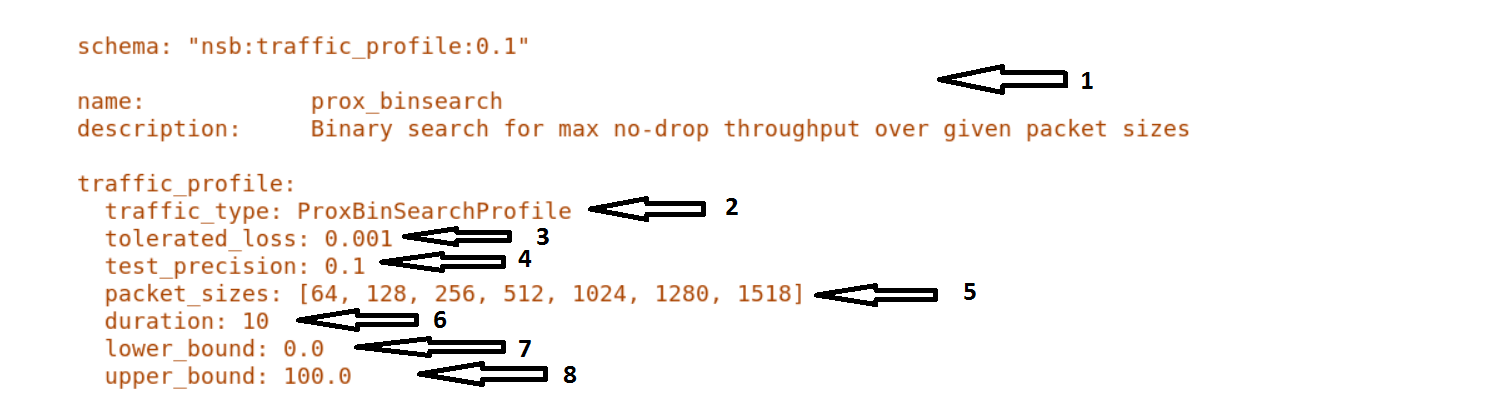 schema: "nsb:traffic_profile:0.1"
1
name:            prox_binsearch
description:     Binary search for max no-drop throughput over given packet sizes
traffic_profile:
  traffic_type: ProxBinSearchProfile 2
  tolerated_loss: 0.001 3
  test_precision: 0.1 4
  packet_sizes: [64, 128, 256, 512, 1024, 1280, 1518] 5
  duration: 10 6
  lower_bound: 0.0 7
  upper_bound: 100.0 8